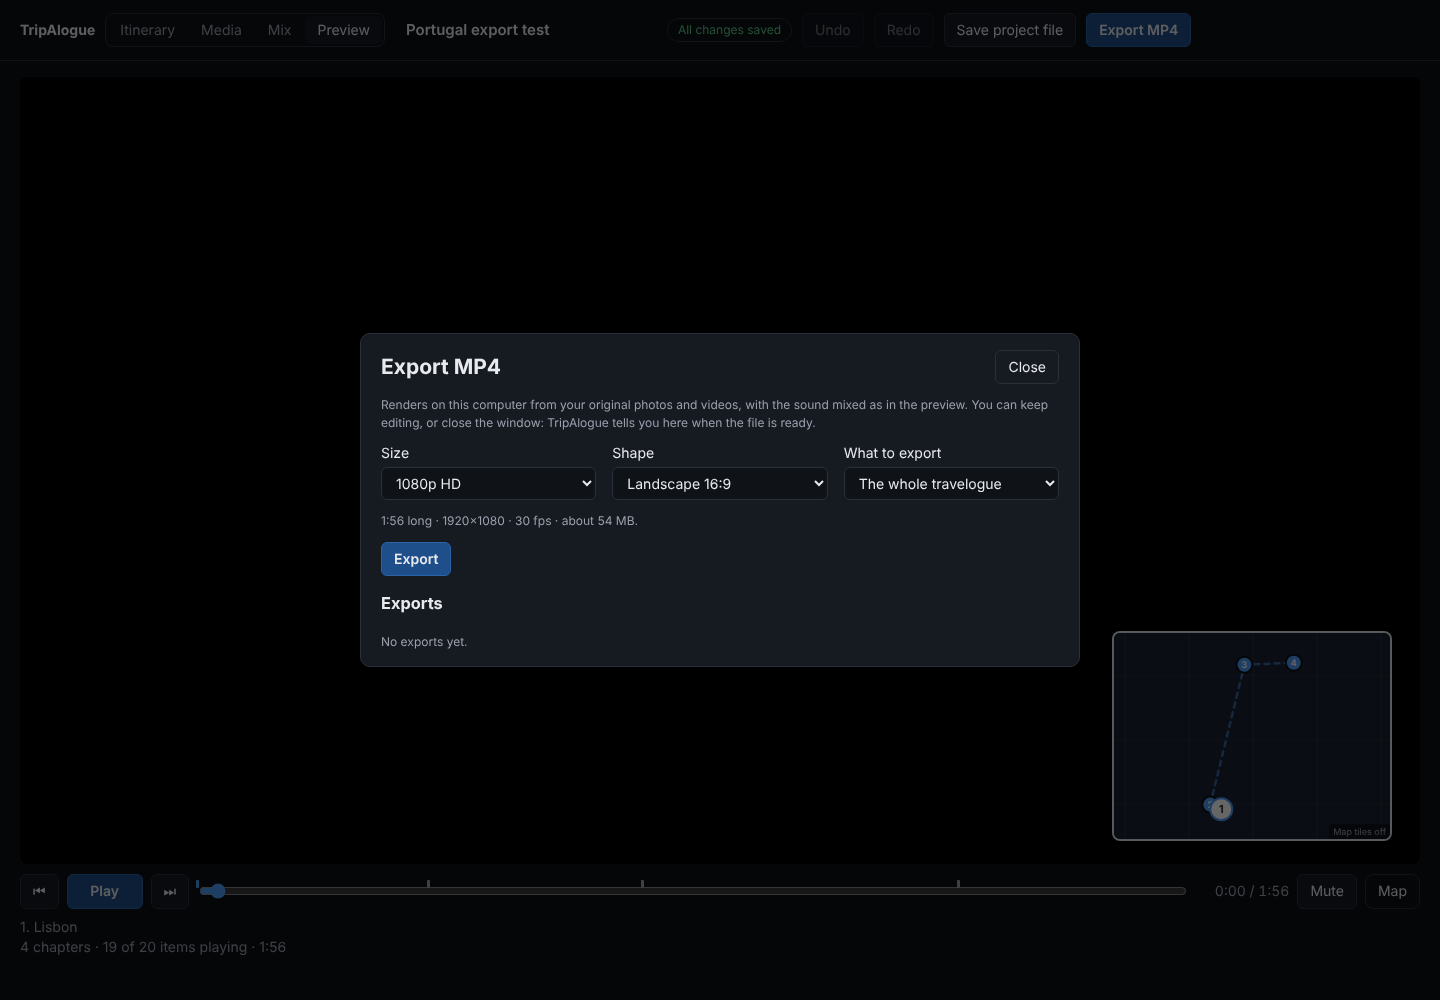 TripAlogue Itinerary Media Mix Preview Portugal export test All changes saved Undo Redo Save project file Export MP4
Export MP4 Close
Renders on this computer from your original photos and videos, with the sound mixed as in the preview. You can keep
editing, or close the window: TripAlogue tells you here when the file is ready.
Size Shape What to export
1080p HD Landscape 16:9 The whole travelogue
1:56 long · 1920×1080 · 30 fps · about 54 MB.
Export
Exports
No exports yet.
3 4
1
Map tiles off
Play 0:00 / 1:56 Mute Map
1. Lisbon
4 chapters · 19 of 20 items playing · 1:56